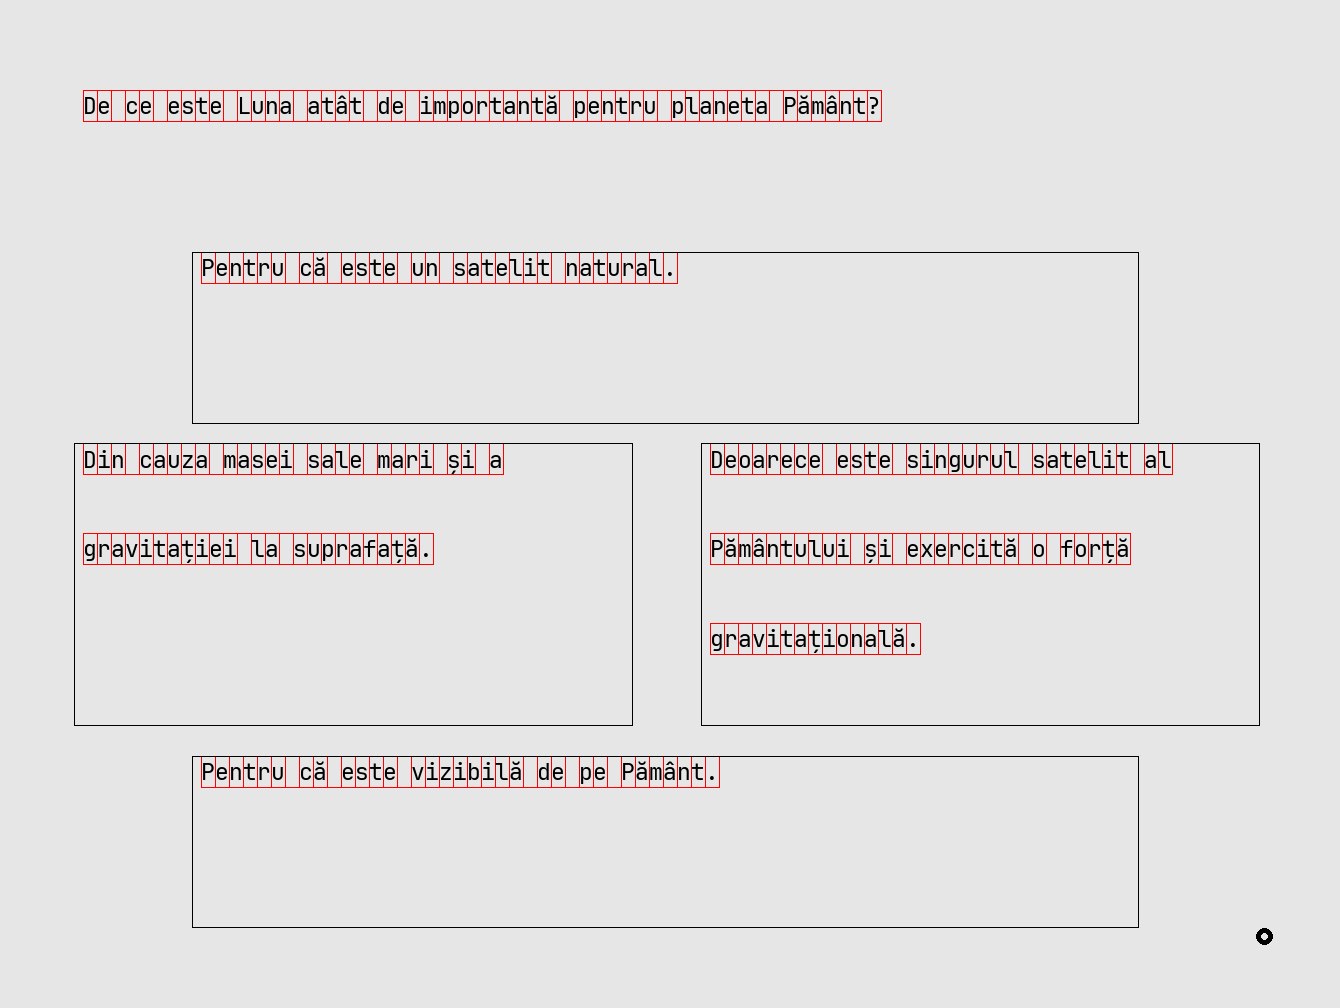 De ce este Luna atât de importantă pentru planeta Pământ?
Pentru că este un satelit natural.
Din cauza masei sale mari și a
gravitației la suprafață.
Deoarece este singurul satelit al
Pământului și exercită o forță
gravitațională.
Pentru că este vizibilă de pe Pământ.